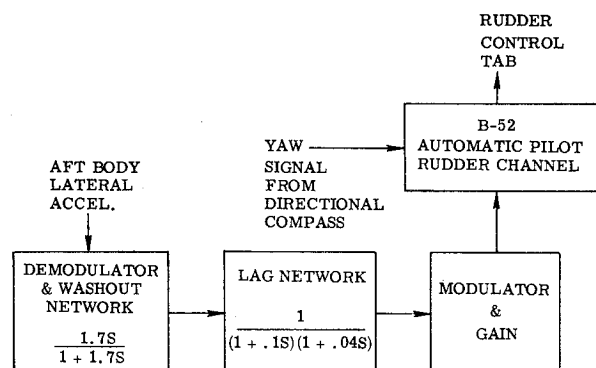 RUDDER
CONTROL
TAB
B-52
AUTOMATIC PILOT
RUDDER CHANNEL
YAW
SIGNAL
FROM
DIRECTIONAL
COMPASS
AFT BODY
LATERAL
ACCEL.
DEMODULATOR
& WASHOUT
NETWORK
1.7S
1 + 1.7S
LAG NETWORK
1
(1 + .1S)(1 + .04S)
MODULATOR
&
GAIN